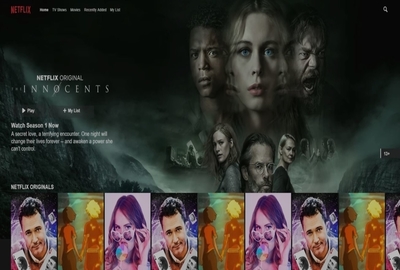 NETFLIX
Home TV Shows Movies Recently Added My List
NETFLIX ORIGINAL
INNOCENTS
Play + My List
Watch Season 1 Now
A secret love, a terrifying encounter. One night will
change their lives forever – and awaken a power she
can't control.
NETFLIX ORIGINALS